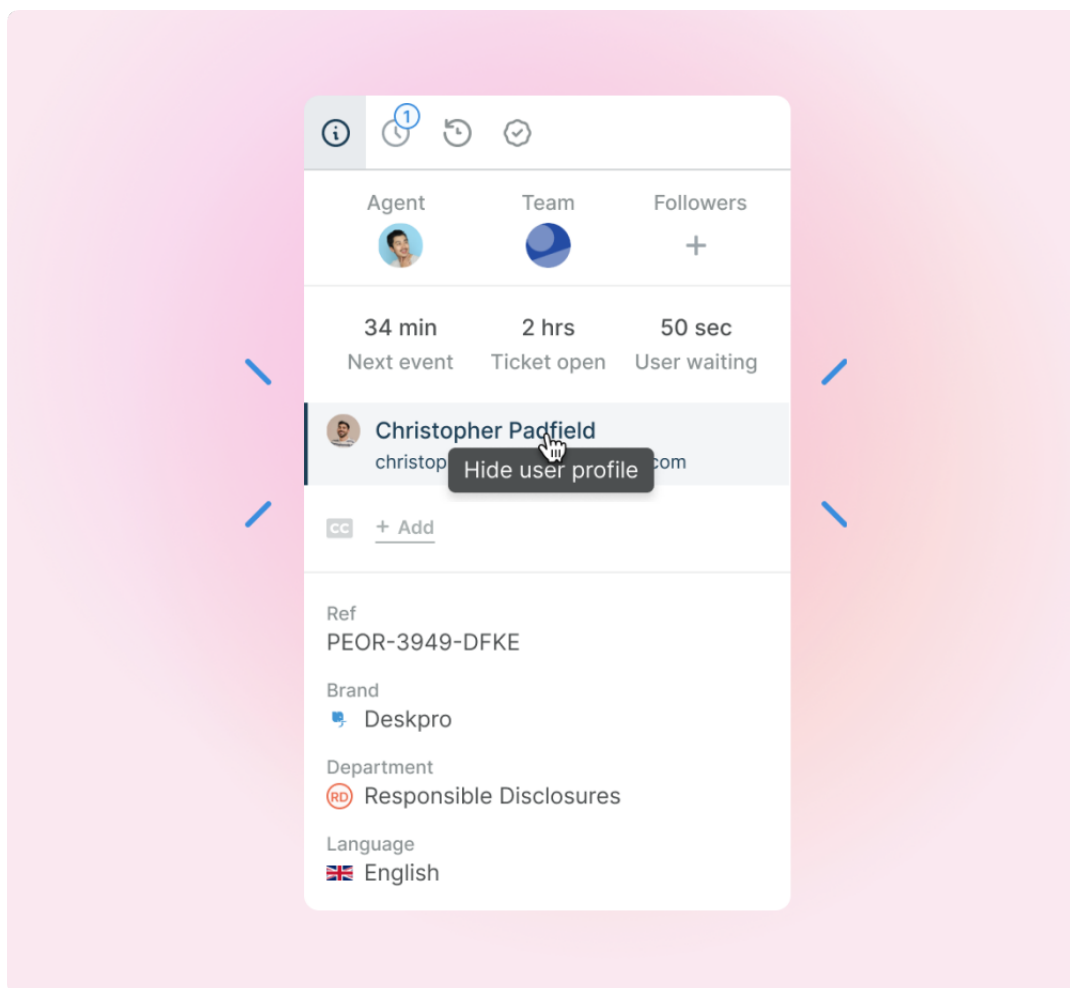 1
Agent Team Followers
34 min 2 hrs 50 sec
Next event Ticket open User waiting
Christopher Padfield
christop com
Hide user profile
CC + Add
Ref
PEOR-3949-DFKE
Brand
Deskpro
Department
RD Responsible Disclosures
Language
English